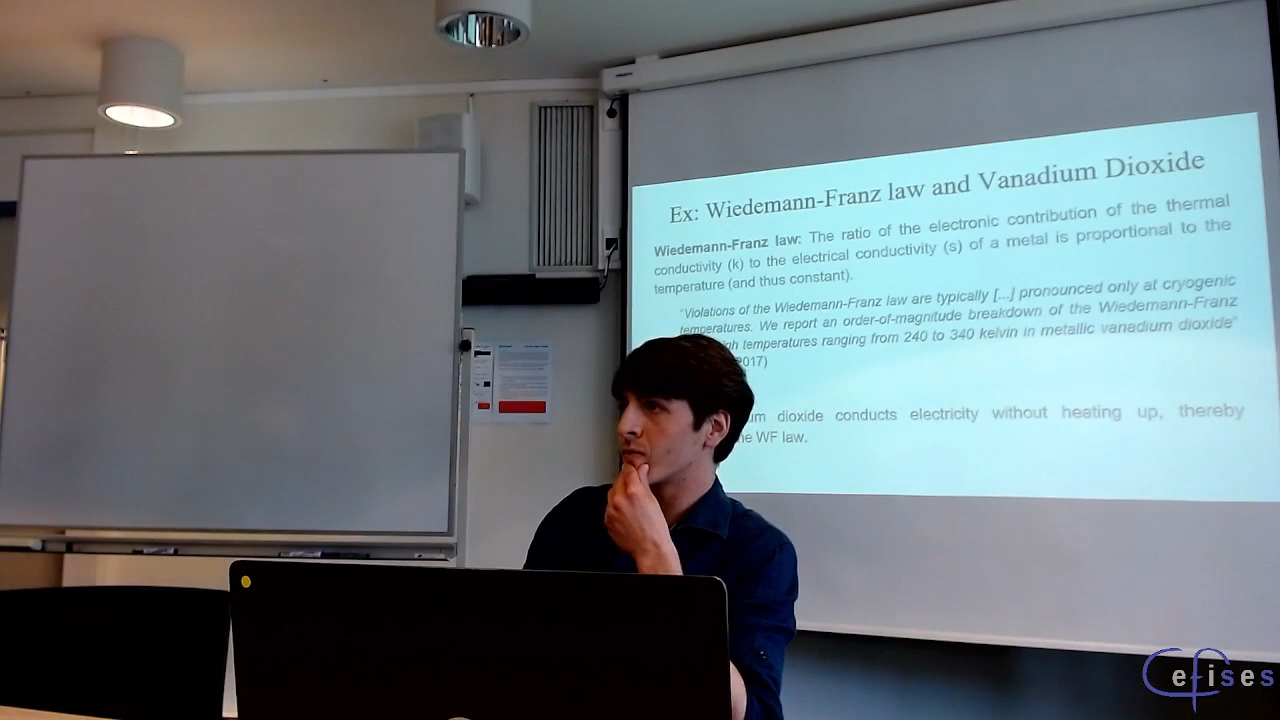 Ex: Wiedemann-Franz law and Vanadium Dioxide
Wiedemann-Franz law: The ratio of the electronic contribution of the thermal
conductivity (k) to the electrical conductivity (s) of a metal is proportional to the
temperature (and thus constant).
“Violations of the Wiedemann-Franz law are typically [...] pronounced only at cryogenic
temperatures. We report an order-of-magnitude breakdown of the Wiedemann-Franz
temperatures ranging from 240 to 340 kelvin in metallic vanadium dioxide”
2017)
dioxide conducts electricity without heating up, thereby
WF law.
Cefises